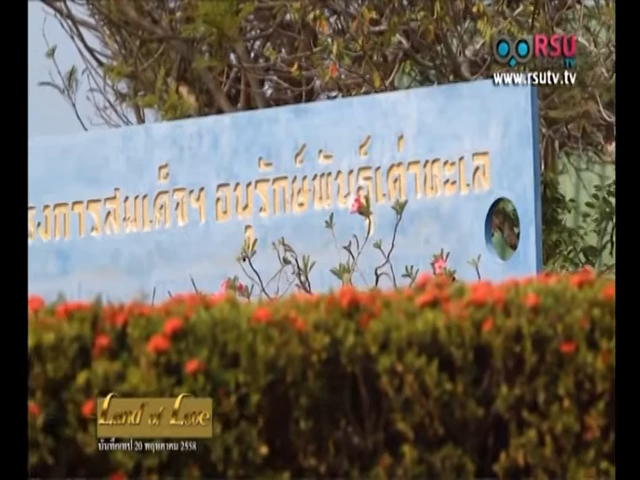 RSU
TV
www.rsutv.tv
งการสมเด็จฯ อนุรักษ์พันธุ์เต่าทะเล
Land of Love
บันทึกเทป 20 พฤษภาคม 2558